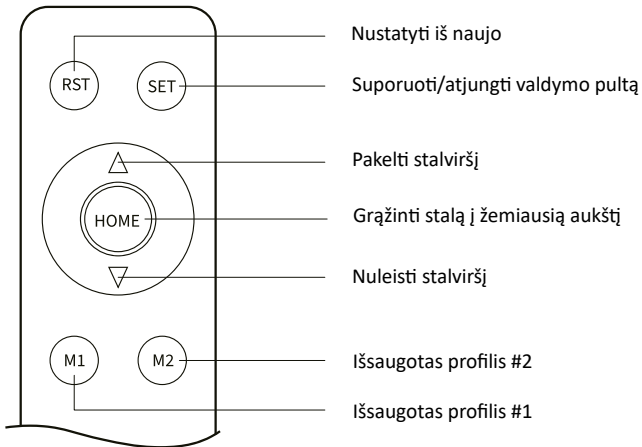 Nustatyti iš naujo
RST
SET
Suporuoti/atjungti valdymo pultą
Pakelti stalviršį
HOME
Grąžinti stalą į žemiausią aukštį
Nuleisti stalviršį
M1
M2
Išsaugotas profilis #2
Išsaugotas profilis #1